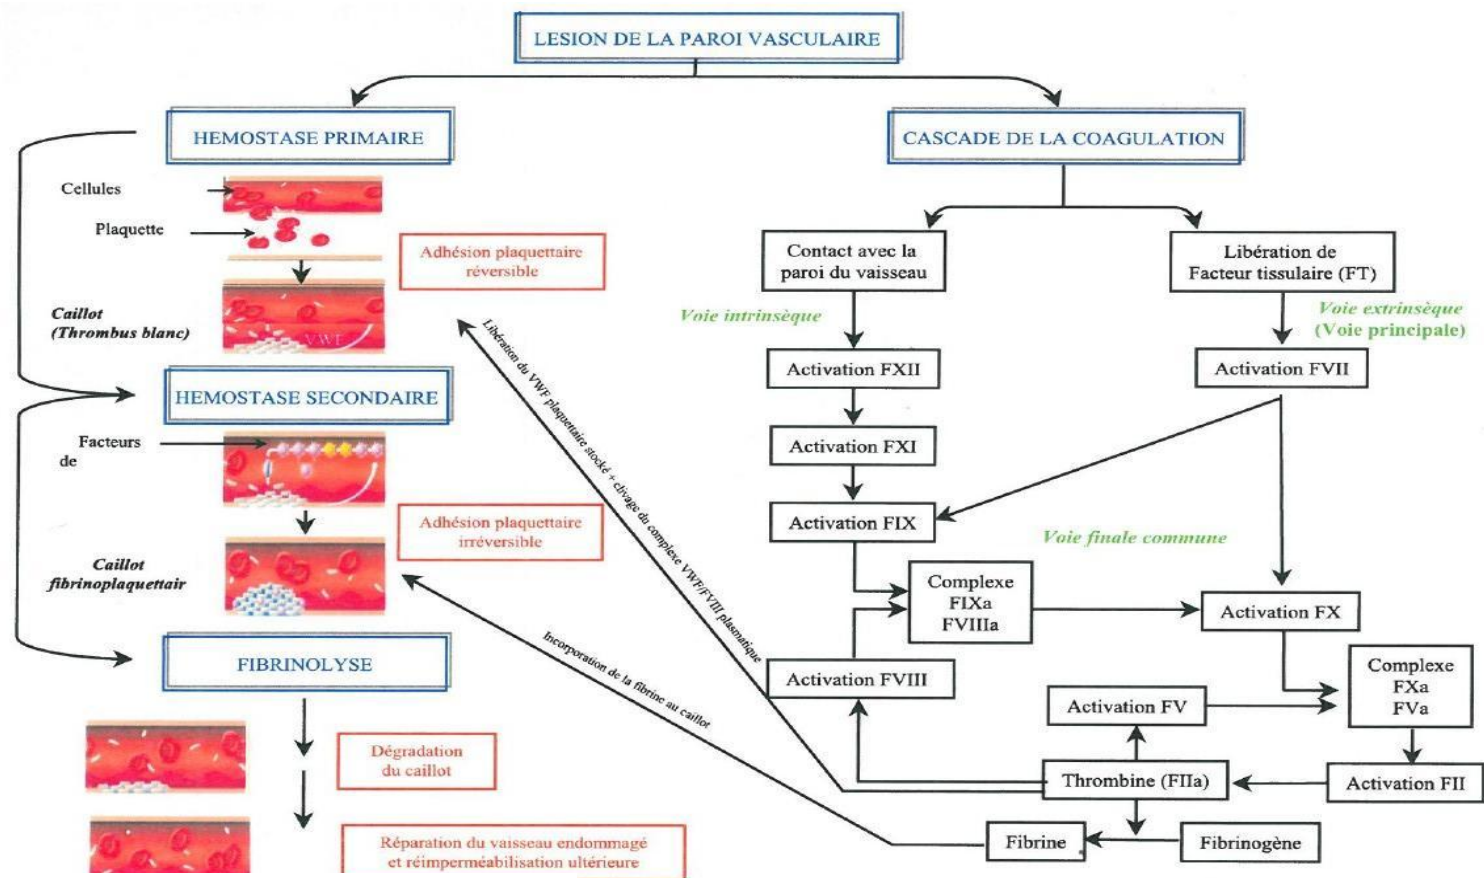 LESION DE LA PAROI VASCULAIRE
HEMOSTASE PRIMAIRE
CASCADE DE LA COAGULATION
Cellules
Plaquette
Adhésion plaquettaire
réversible
Caillot
(Thrombus blanc)
VWF
HEMOSTASE SECONDAIRE
Facteurs
de
Adhésion plaquettaire
irréversible
Caillot
fibrinoplaquettair
FIBRINOLYSE
Dégradation
du caillot
Réparation du vaisseau endommagé
et réimperméabilisation ultérieure
Libération du VWF plaquettaire stocké + clivage du complexe VWF/FVIII plasmatique
Incorporation de la fibrine au caillot
Contact avec la
paroi du vaisseau
Libération de
Facteur tissulaire (FT)
Voie intrinsèque
Voie extrinsèque
(Voie principale)
Activation FXII
Activation FVII
Activation FXI
Activation FIX
Voie finale commune
Complexe
FIXa
FVIIIa
Activation FX
Activation FVIII
Complexe
FXa
FVa
Activation FV
Thrombine (FIIa)
Activation FII
Fibrine
Fibrinogène